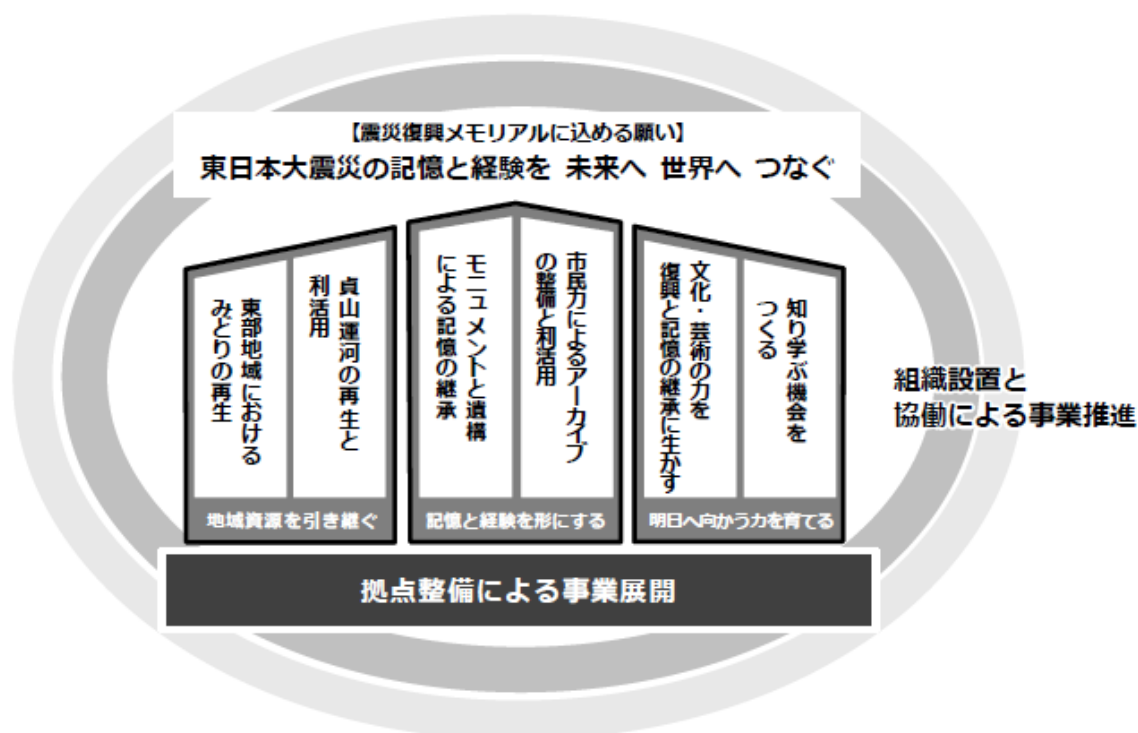 【震災復興メモリアルに込める願い】
東日本大震災の記憶と経験を 未来へ 世界へ つなぐ
東部地域における
みどりの再生
貞山運河の再生と
利活用
地域資源を引き継ぐ
モニュメントと遺構
による記憶の継承
市民力によるアーカイブ
の整備と利活用
記憶と経験を形にする
文化・芸術の力を
復興と記憶の継承に生かす
知り学ぶ機会を
つくる
明日へ向かう力を育てる
拠点整備による事業展開
組織設置と
協働による事業推進